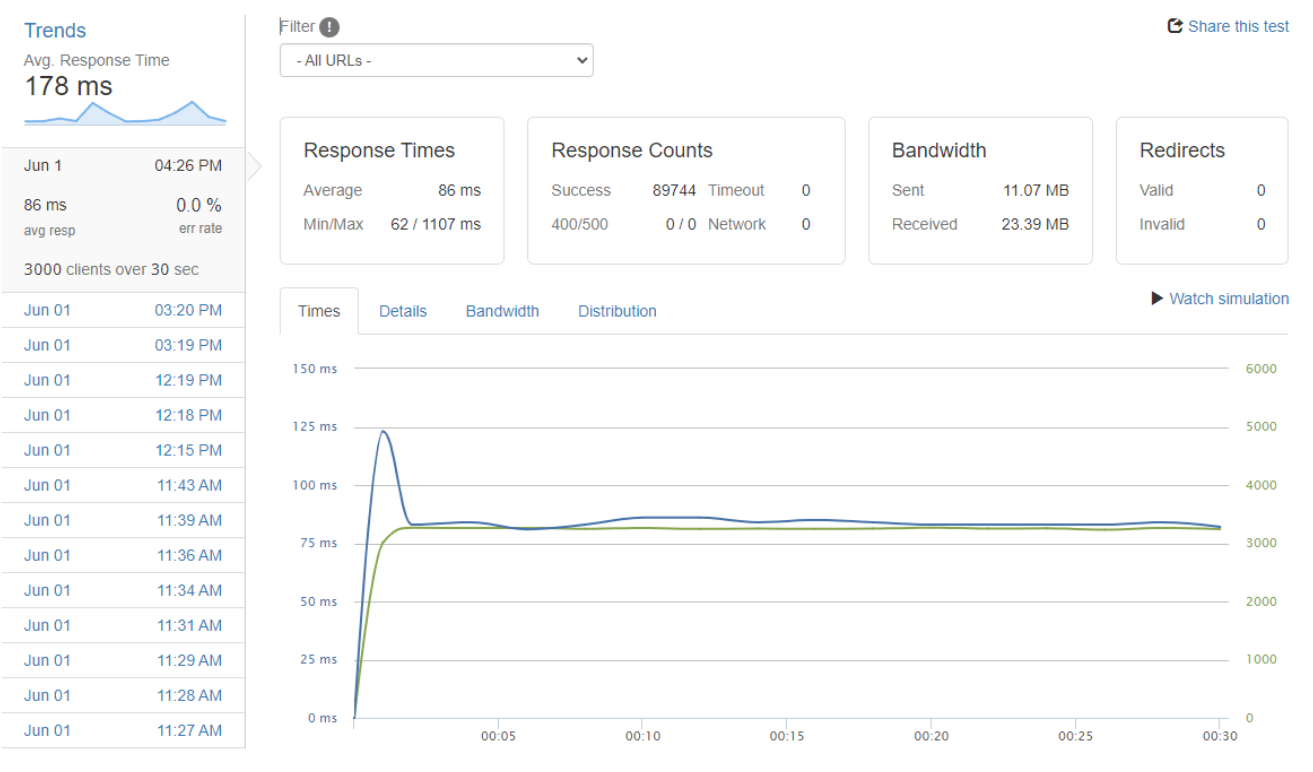 Trends
Avg. Response Time
178 ms
Jun 1 04:26 PM
86 ms 0.0 %
avg resp err rate
3000 clients over 30 sec
Jun 01 03:20 PM
Jun 01 03:19 PM
Jun 01 12:19 PM
Jun 01 12:18 PM
Jun 01 12:15 PM
Jun 01 11:43 AM
Jun 01 11:39 AM
Jun 01 11:36 AM
Jun 01 11:34 AM
Jun 01 11:31 AM
Jun 01 11:29 AM
Jun 01 11:28 AM
Jun 01 11:27 AM
Filter !
Share this test
- All URLs -
Response Times
Average 86 ms
Min/Max 62 / 1107 ms
Response Counts
Success 89744 Timeout 0
400/500 0 / 0 Network 0
Bandwidth
Sent 11.07 MB
Received 23.39 MB
Redirects
Valid 0
Invalid 0
Times Details Bandwidth Distribution
Watch simulation
150 ms 6000
125 ms 5000
100 ms 4000
75 ms 3000
50 ms 2000
25 ms 1000
0 ms 0
00:05 00:10 00:15 00:20 00:25 00:30